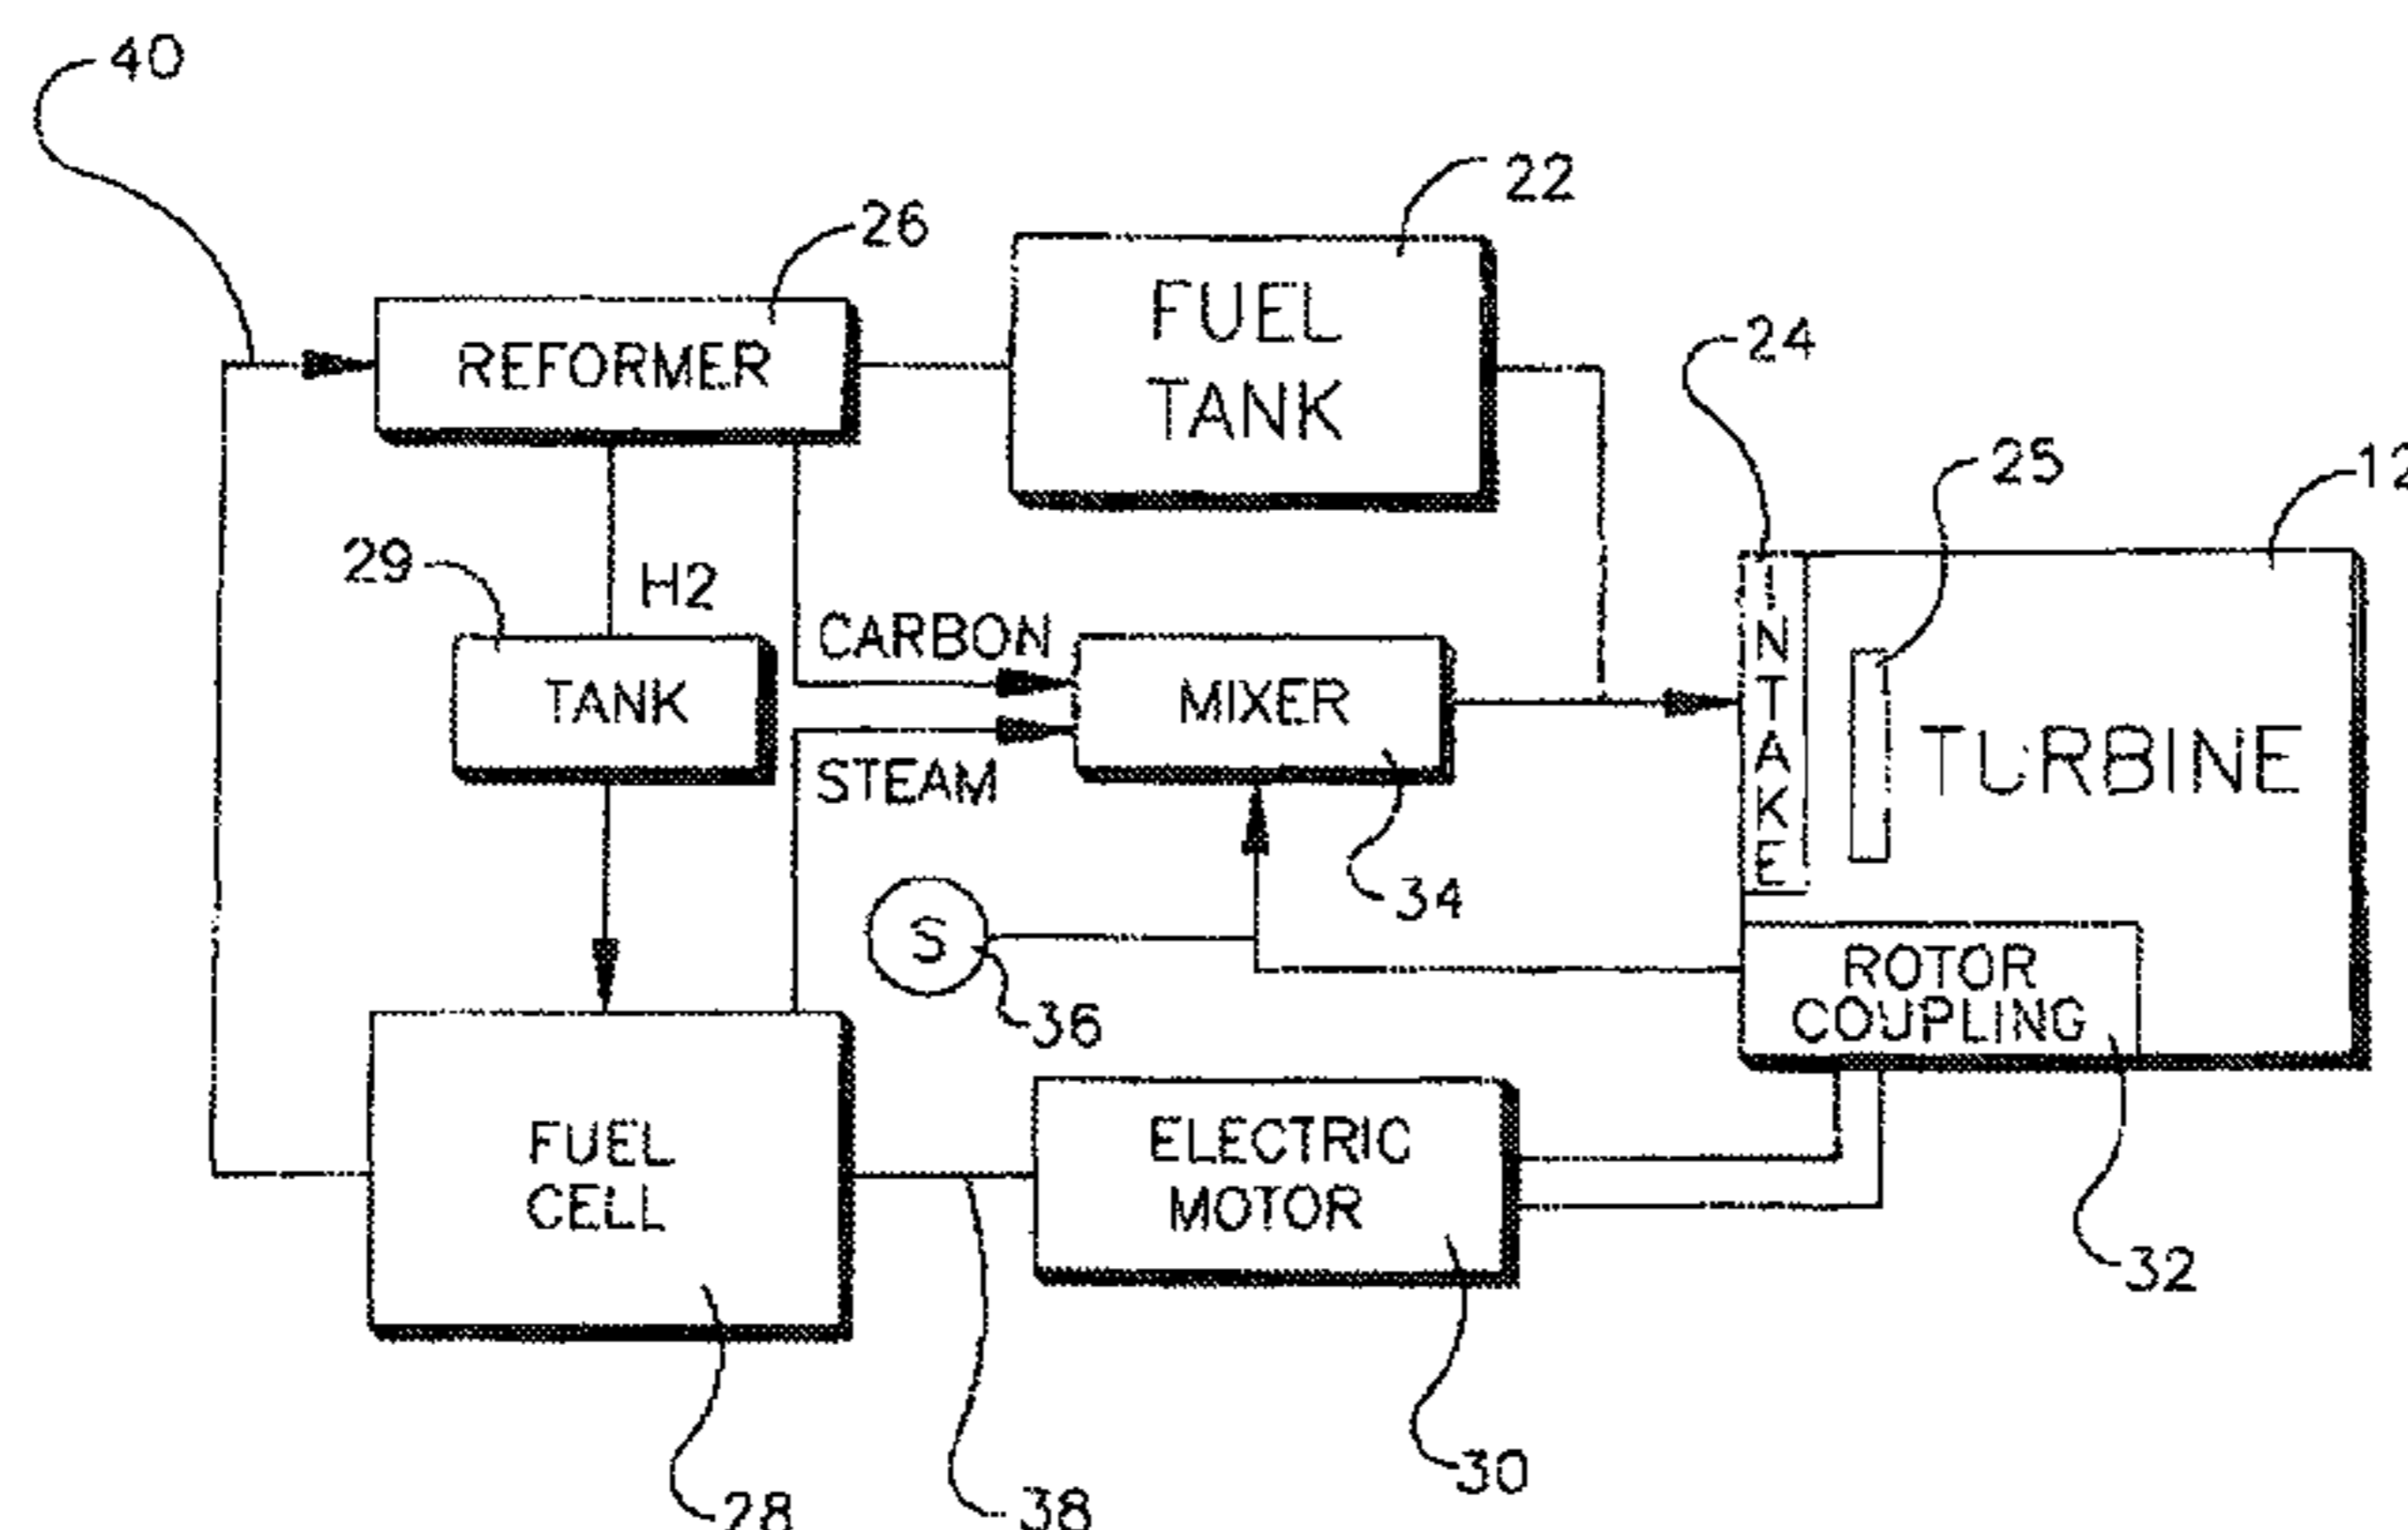 40
22
26
FUEL
TANK
24
REFORMER
25
12
29
H2
CARBON
INTAKE
TANK
MIXER
TURBINE
STEAM
34
S
ROTOR
COUPLING
36
FUEL
CELL
ELECTRIC
MOTOR
32
30
28
38